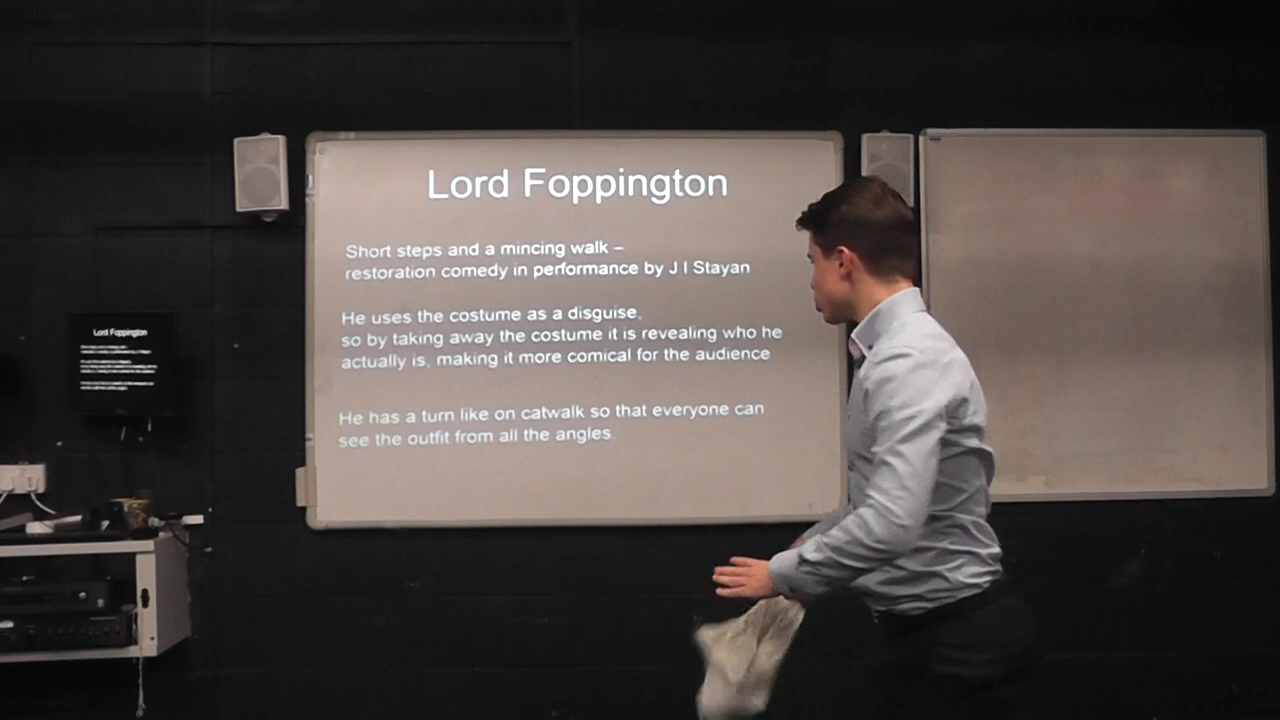 Lord Foppington
Short steps and a mincing walk –
restoration comedy in performance by J l Stayan
He uses the costume as a disguise,
so by taking away the costume it is revealing who he
actually is, making it more comical for the audience
He has a turn like on catwalk so that everyone can
see the outfit from all the angles
Lord Foppington